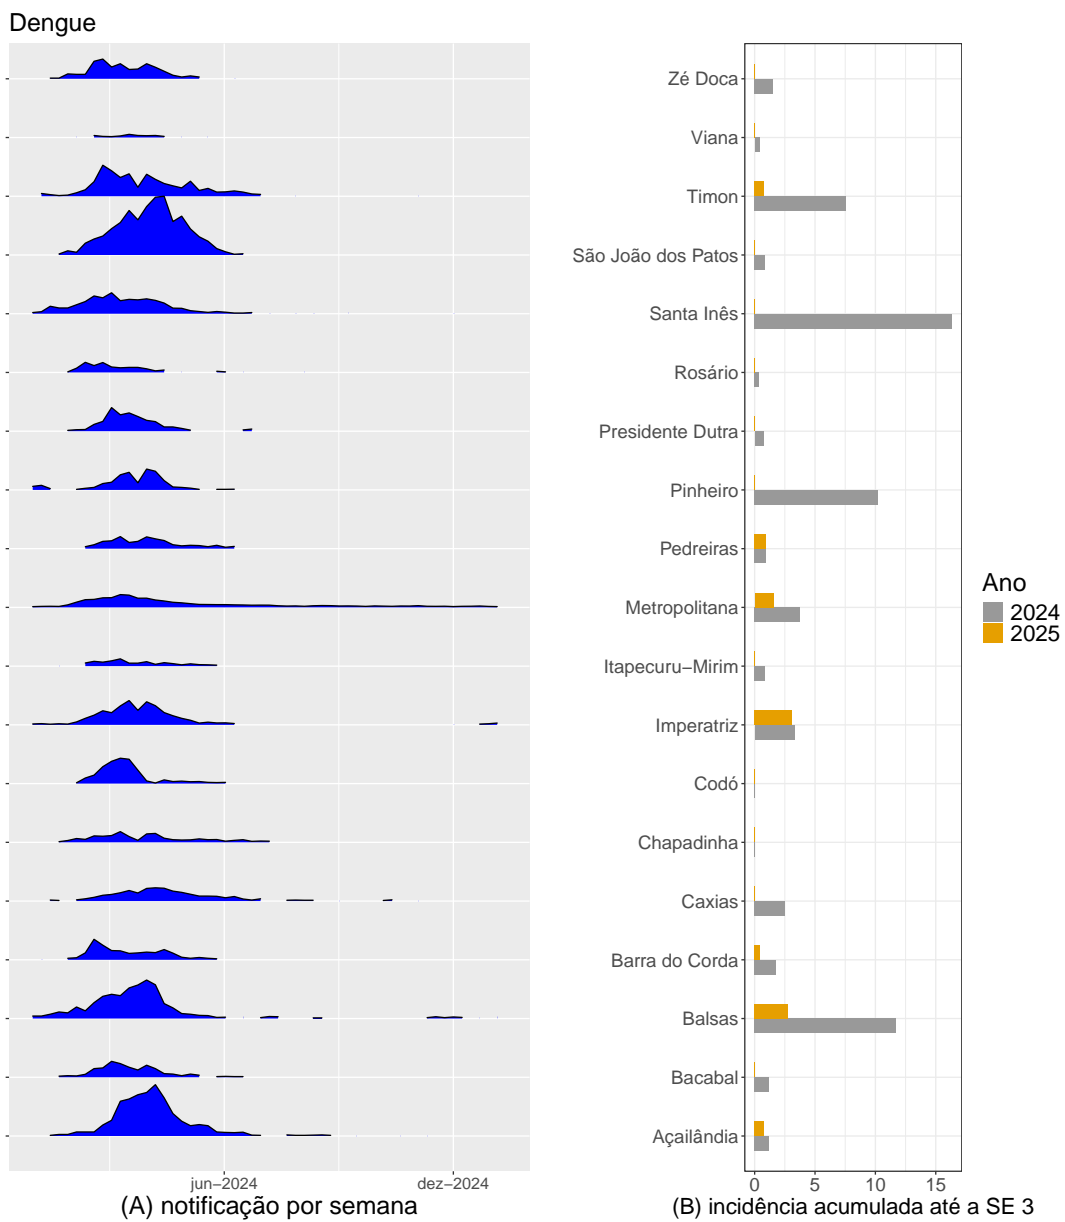 Dengue
Zé Doca
Viana
Timon
São João dos Patos
Santa Inês
Rosário
Presidente Dutra
Pinheiro
Pedreiras
Metropolitana
Itapecuru−Mirim
Imperatriz
Codó
Chapadinha
Caxias
Barra do Corda
Balsas
Bacabal
Açailândia
jun−2024 dez−2024
(A) notificação por semana
0 5 10 15
(B) incidência acumulada até a SE 3
Ano
2024
2025